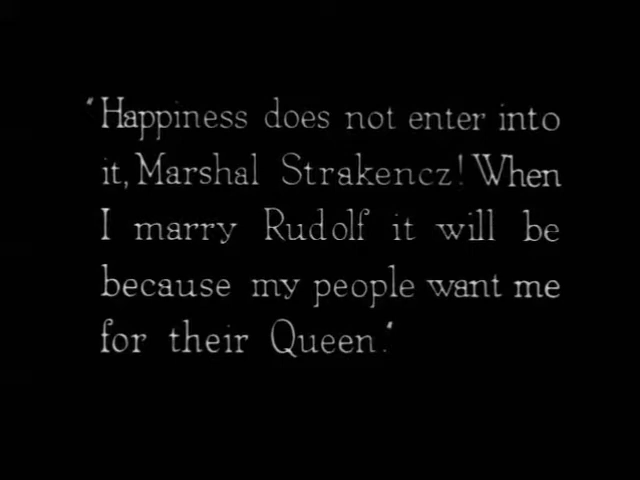 "Happiness does not enter into
it, Marshal Strakencz! When
I marry Rudolf it will be
because my people want me
for their Queen."